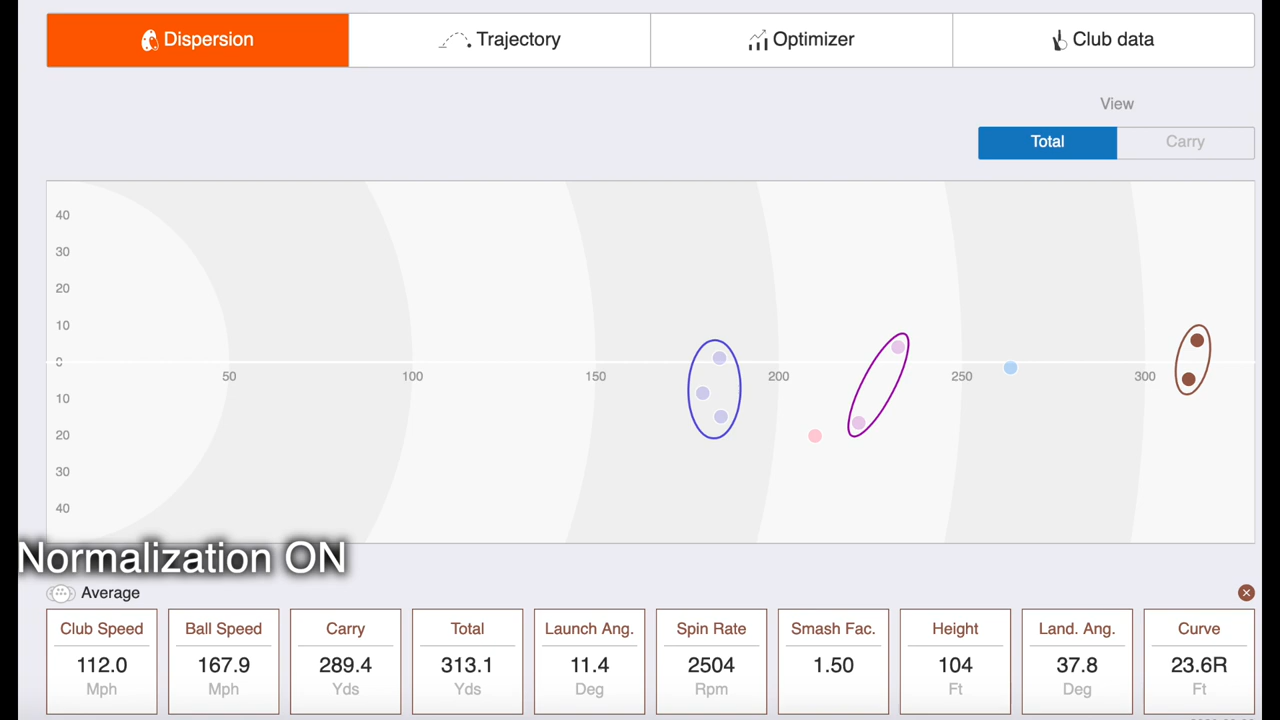 Dispersion
Trajectory
Optimizer
Club data
View
Total
Carry
40
30
20
10
0
50
100
150
200
250
300
10
20
30
40
Normalization ON
Average
Club Speed
Ball Speed
Carry
Total
Launch Ang.
Spin Rate
Smash Fac.
Height
Land. Ang.
Curve
112.0
167.9
289.4
313.1
11.4
2504
1.50
104
37.8
23.6R
Mph
Mph
Yds
Yds
Deg
Rpm
Ft
Deg
Ft